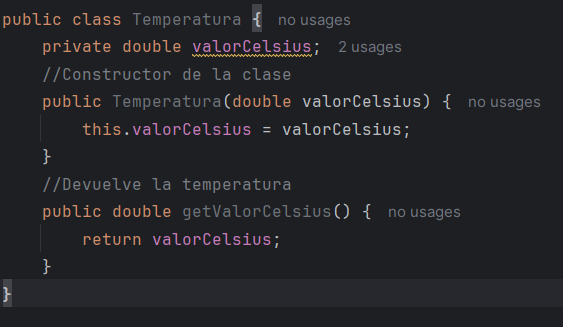 public class Temperatura { no usages
private double valorCelsius; 2 usages
//Constructor de la clase
public Temperatura(double valorCelsius) { no usages
this.valorCelsius = valorCelsius;
}
//Devuelve la temperatura
public double getValorCelsius() { no usages
return valorCelsius;
}
}